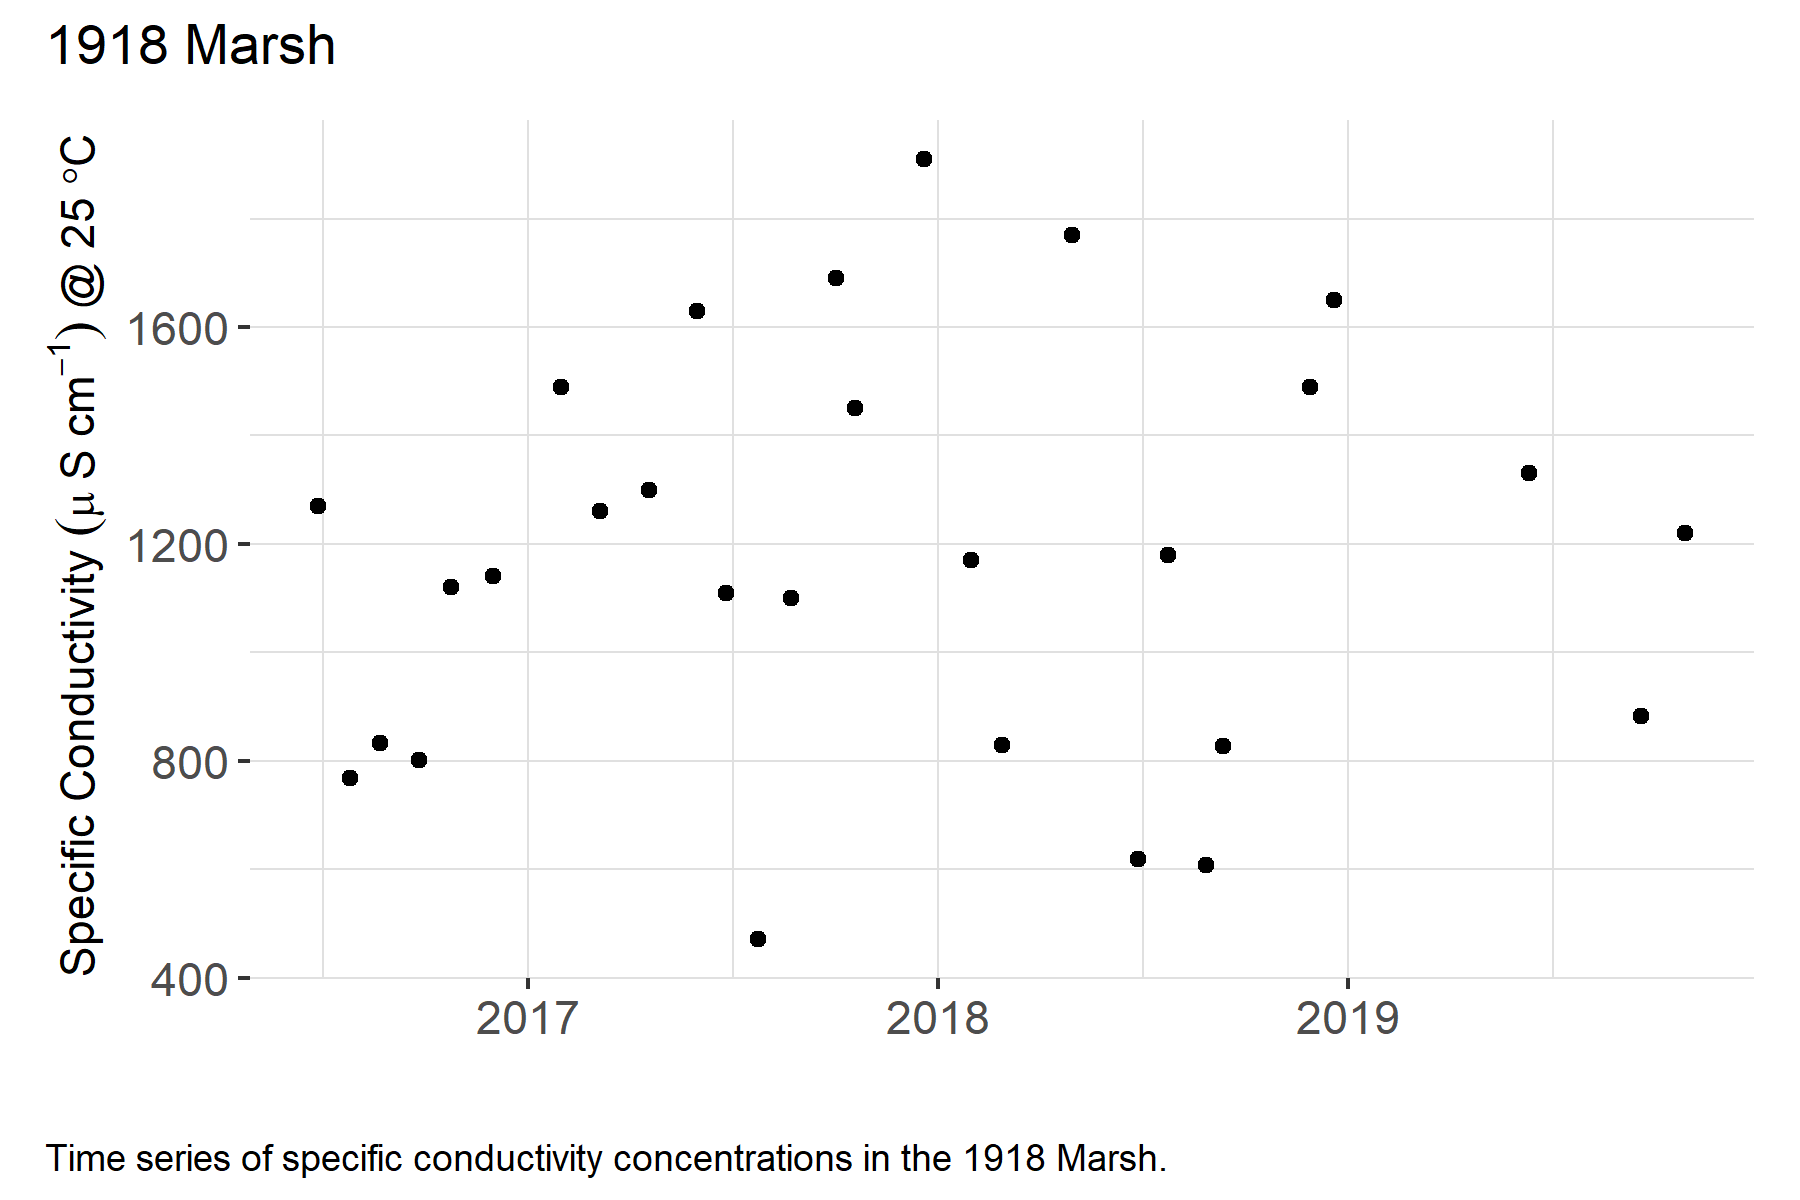 1918 Marsh
Specific Conductivity (μ S cm⁻¹) @ 25 °C
1600
1200
800
400
2017
2018
2019
Time series of specific conductivity concentrations in the 1918 Marsh.